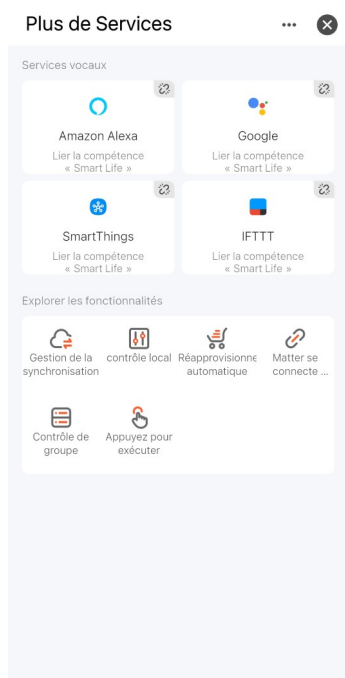 Plus de Services
Services vocaux
Amazon Alexa
Lier la compétence
« Smart Life »
Google
Lier la compétence
« Smart Life »
SmartThings
Lier la compétence
« Smart Life »
IFTTT
Lier la compétence
« Smart Life »
Explorer les fonctionnalités
Gestion de la
synchronisation
contrôle local
Réapprovisionne
automatique
Matter se
connecte ...
Contrôle de
groupe
Appuyez pour
exécuter